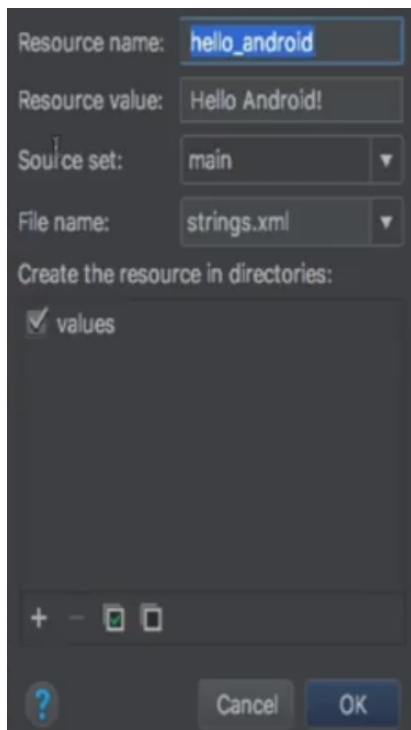 Resource name: hello_android
Resource value: Hello Android!
Source set: main
File name: strings.xml
Create the resource in directories:
values
?
Cancel OK